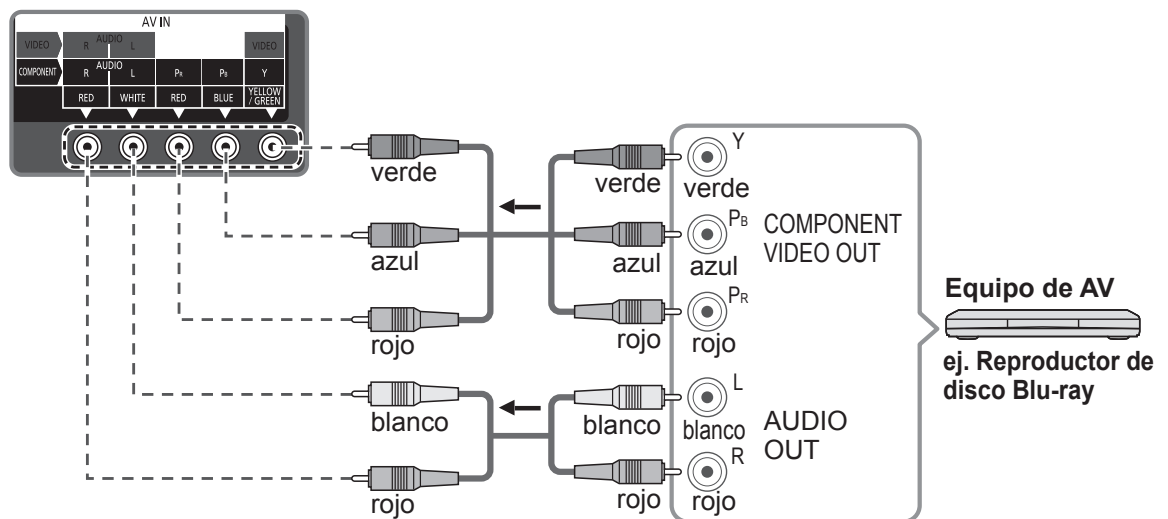 AV IN
VIDEO R AUDIO L VIDEO
COMPONENT R AUDIO L PR PB Y
RED WHITE RED BLUE YELLOW / GREEN
verde
azul
rojo
blanco
rojo
verde
azul
rojo
blanco
rojo
Y
verde
PB
azul
PR
rojo
COMPONENT
VIDEO OUT
L
blanco
R
rojo
AUDIO
OUT
Equipo de AV
ej. Reproductor de
disco Blu-ray